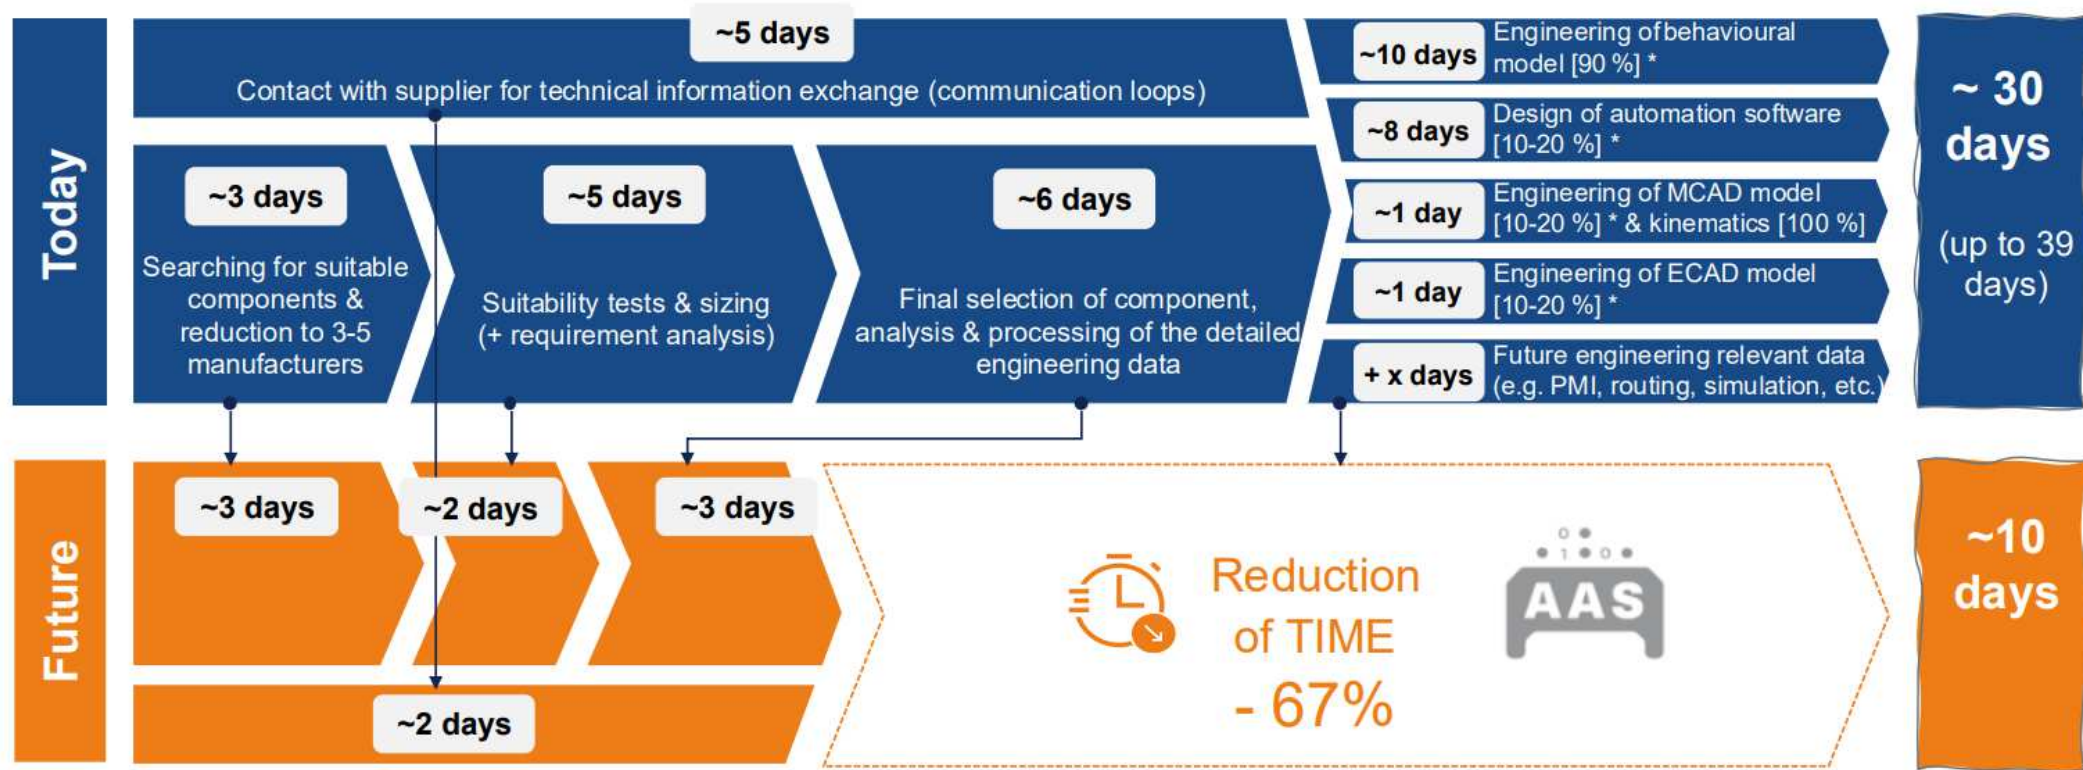 Today
~5 days
Contact with supplier for technical information exchange (communication loops)
~3 days
Searching for suitable
components &
reduction to 3-5
manufacturers
~5 days
Suitability tests & sizing
(+ requirement analysis)
~6 days
Final selection of component,
analysis & processing of the detailed
engineering data
~10 days
Engineering of behavioural
model [90 %] *
~8 days
Design of automation software
[10-20 %] *
~1 day
Engineering of MCAD model
[10-20 %] * & kinematics [100 %]
~1 day
Engineering of ECAD model
[10-20 %] *
+ x days
Future engineering relevant data
(e.g. PMI, routing, simulation, etc.)
~ 30
days
(up to 39
days)
Future
~3 days
~2 days
~3 days
~2 days
Reduction
of TIME
- 67%
0
1 0
AAS
~10
days